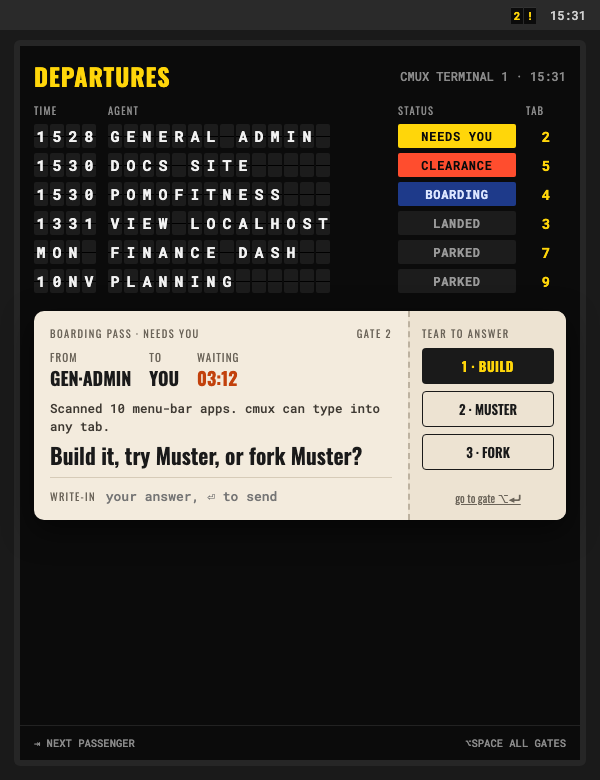 2 ! 15:31
DEPARTURES CMUX TERMINAL 1 · 15:31
TIME AGENT STATUS TAB
1528 GENERAL ADMIN NEEDS YOU 2
1530 DOCS SITE CLEARANCE 5
1530 POMOFITNESS BOARDING 4
1331 VIEW LOCALHOST LANDED 3
MON FINANCE DASH PARKED 7
10NV PLANNING PARKED 9
BOARDING PASS · NEEDS YOU GATE 2
FROM TO WAITING
GEN·ADMIN YOU 03:12
Scanned 10 menu-bar apps. cmux can type into
any tab.
Build it, try Muster, or fork Muster?
WRITE-IN your answer, ⏎ to send
TEAR TO ANSWER
1 · BUILD
2 · MUSTER
3 · FORK
go to gate ⌥↩
⇥ NEXT PASSENGER ⌥SPACE ALL GATES